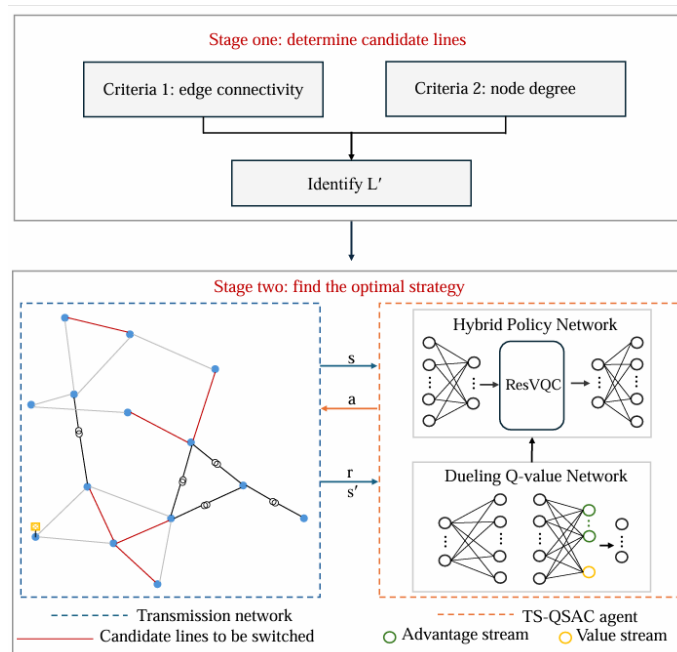 Stage one: determine candidate lines
Criteria 1: edge connectivity
Criteria 2: node degree
Identify L′
Stage two: find the optimal strategy
s
a
r
s′
Hybrid Policy Network
ResVQC
Dueling Q-value Network
Transmission network
TS-QSAC agent
Candidate lines to be switched
Advantage stream
Value stream